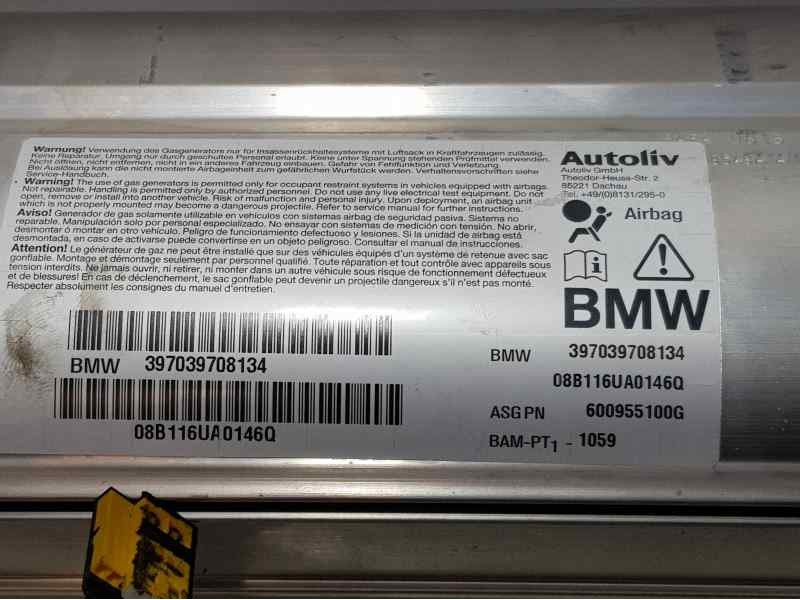 Warnung! Verwendung des Gasgenerators nur für Insassenrückhaltesysteme mit Luftsack in Kraftfahrzeugen zulässig.
Keine Reparatur, Umgang nur durch geschultes Personal erlaubt. Keine unter Spannung stehenden Prüfmittel verwenden.
Nicht öffnen, nicht entfernen, nicht in ein anderes Fahrzeug einbauen. Gefahr von Fehlfunktion und Verletzung.
Bei Auslösung kann die Airbageinheit zum gefährlichen Wurfstück werden. Verhaltensvorschriften siehe
Service-Handbuch.
Warning! The use of gas generators is permitted only for occupant restraint systems in vehicles equipped with airbags.
Not repairable. Handling is permitted only by authorized personnel. Do not use any live electrical test equipment. Do not
open, remove or install into another vehicle. Risk of malfunction and personal injury. Upon deployment, an airbag unit
which is not properly mounted may become a dangerous projectile. Refer to service manual for further instructions.
Aviso! Generador de gas solamente utilizable en vehículos con sistemas airbag de seguridad pasiva. Sistema no
reparable. Manipulación solo por personal especializado. No ensayar con sistemas de medición con tensión. No abrir,
desmontar ó montar en otro vehículo. Peligro de funcionamiento defectuoso y lesiones. Si la unidad de airbag está
desmontada, en caso de activarse puede convertirse en un objeto peligroso. Consultar el manual de instrucciones.
Attention! Le générateur de gaz ne peut être installé que sur des véhicules équipés d'un système de retenue avec sac
gonflable. Montage et démontage seulement par personnel qualifié. Toute réparation et tout contrôle avec appareils sous
tension interdits. Ne jamais ouvrir, ni retirer, ni monter dans un autre véhicule sous risque de fonctionnement défectueux
et de blessures! En cas de déclenchement, le sac gonflable peut devenir un projectile dangereux s'il n'est pas monté.
Respecter absolument les consignes du manuel d'entretien.
Autoliv
Autoliv GmbH
Theodor-Heuss-Str. 2
85221 Dachau
Tel. +49/(0)8131/295-0
Airbag
BMW
BMW 397039708134
08B116UA0146Q
BMW 397039708134
08B116UA0146Q
ASG PN 600955100G
BAM-PT1 - 1059